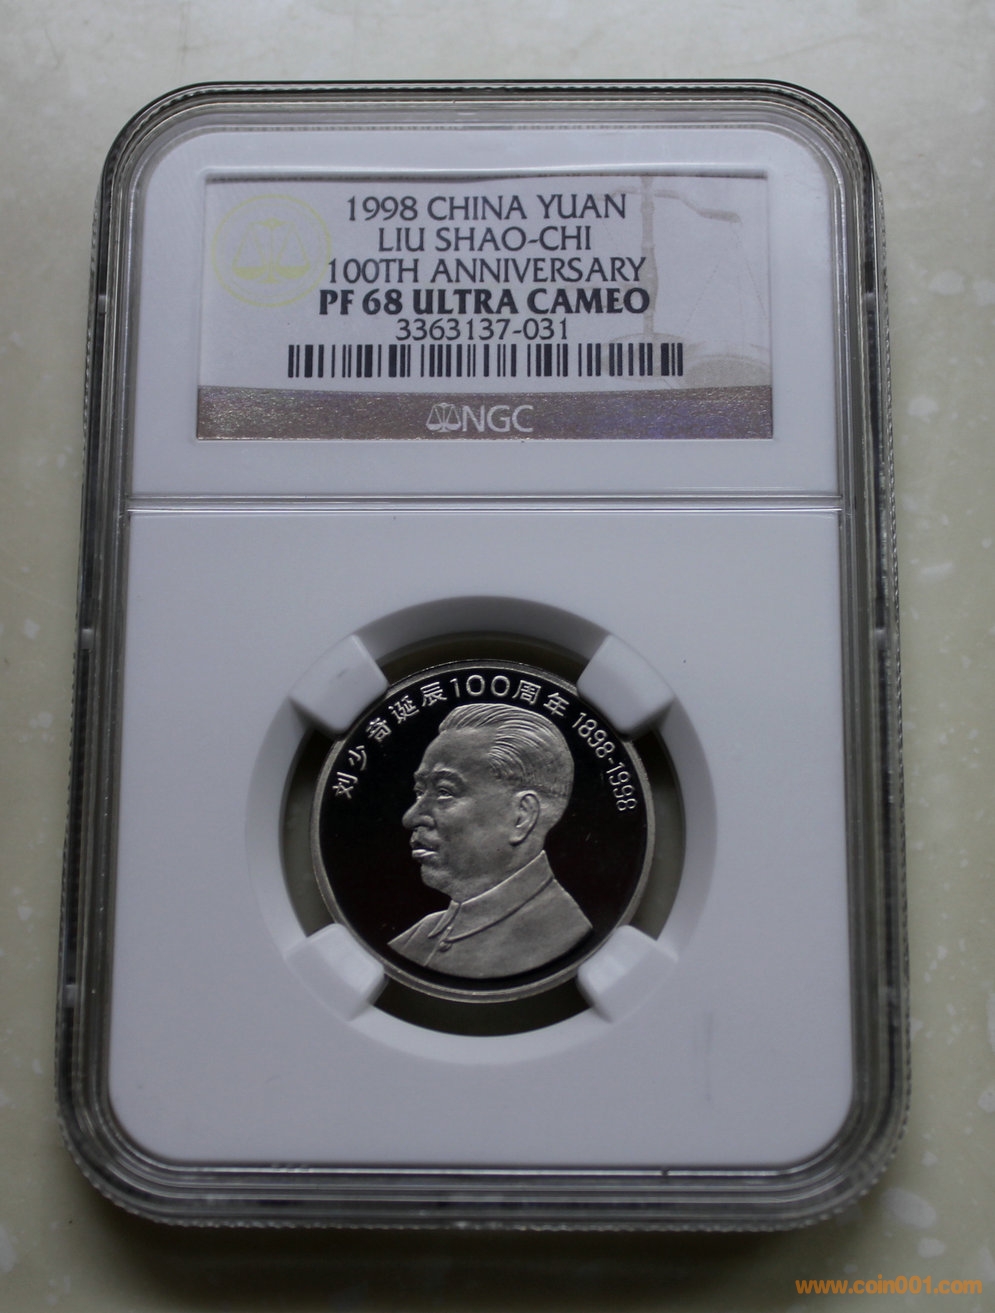 1998 CHINA YUAN
LIU SHAO-CHI
100TH ANNIVERSARY
PF 68 ULTRA CAMEO
3363137-031
NGC
刘少奇诞辰100周年 1898-1998
www.coin001.com